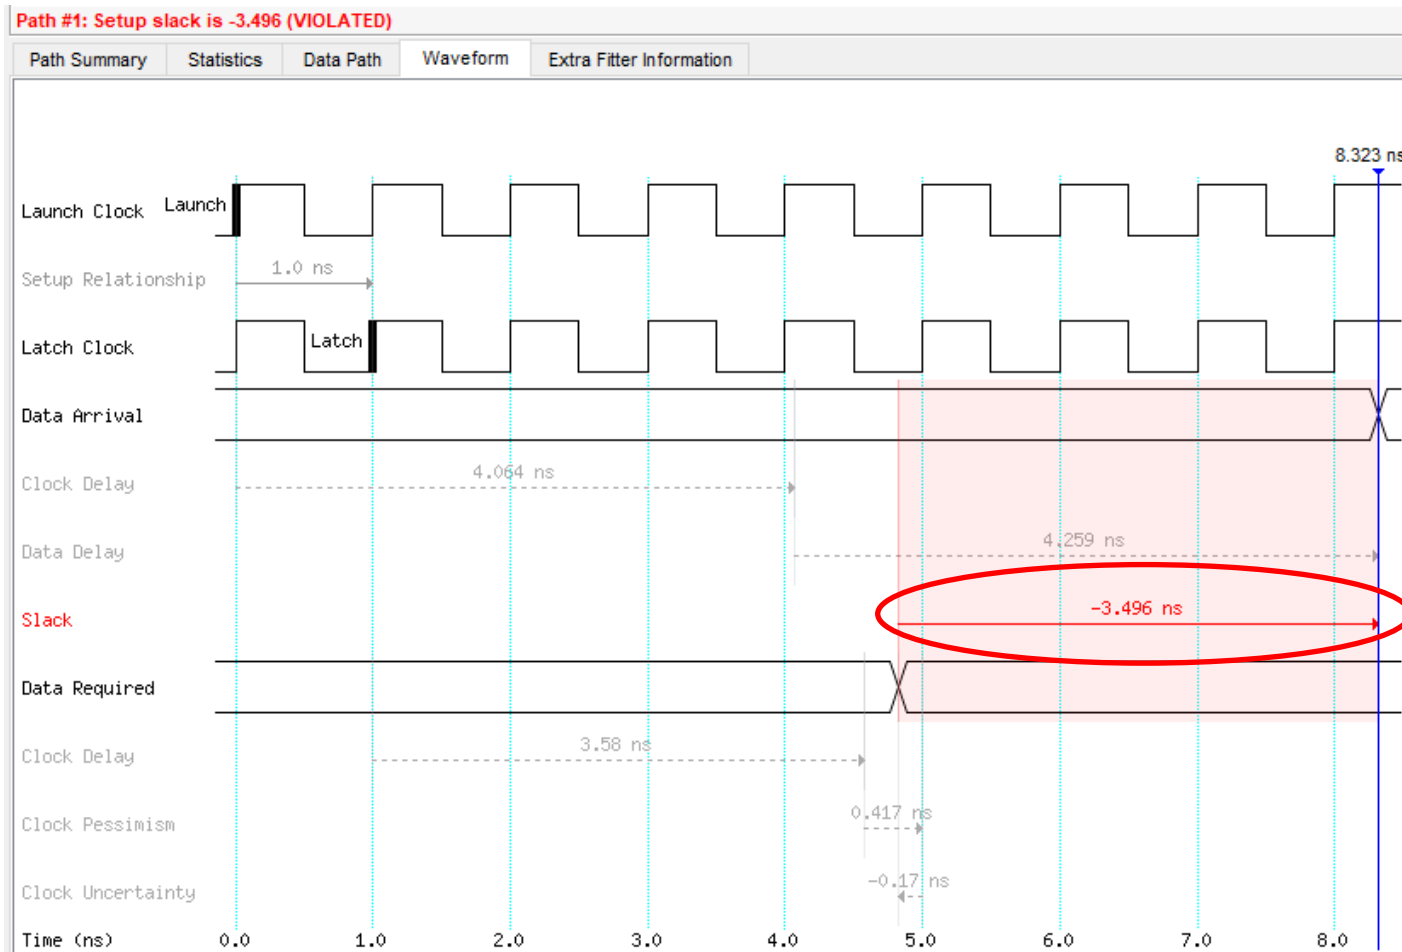 Path #1: Setup slack is -3.496 (VIOLATED)
Path Summary Statistics Data Path Waveform Extra Fitter Information
8.323 ns
Launch Clock Launch
Setup Relationship 1.0 ns
Latch Clock Latch
Data Arrival
Clock Delay 4.064 ns
Data Delay 4.259 ns
Slack -3.496 ns
Data Required
Clock Delay 3.58 ns
Clock Pessimism 0.417 ns
Clock Uncertainty -0.17 ns
Time (ns) 0.0 1.0 2.0 3.0 4.0 5.0 6.0 7.0 8.0